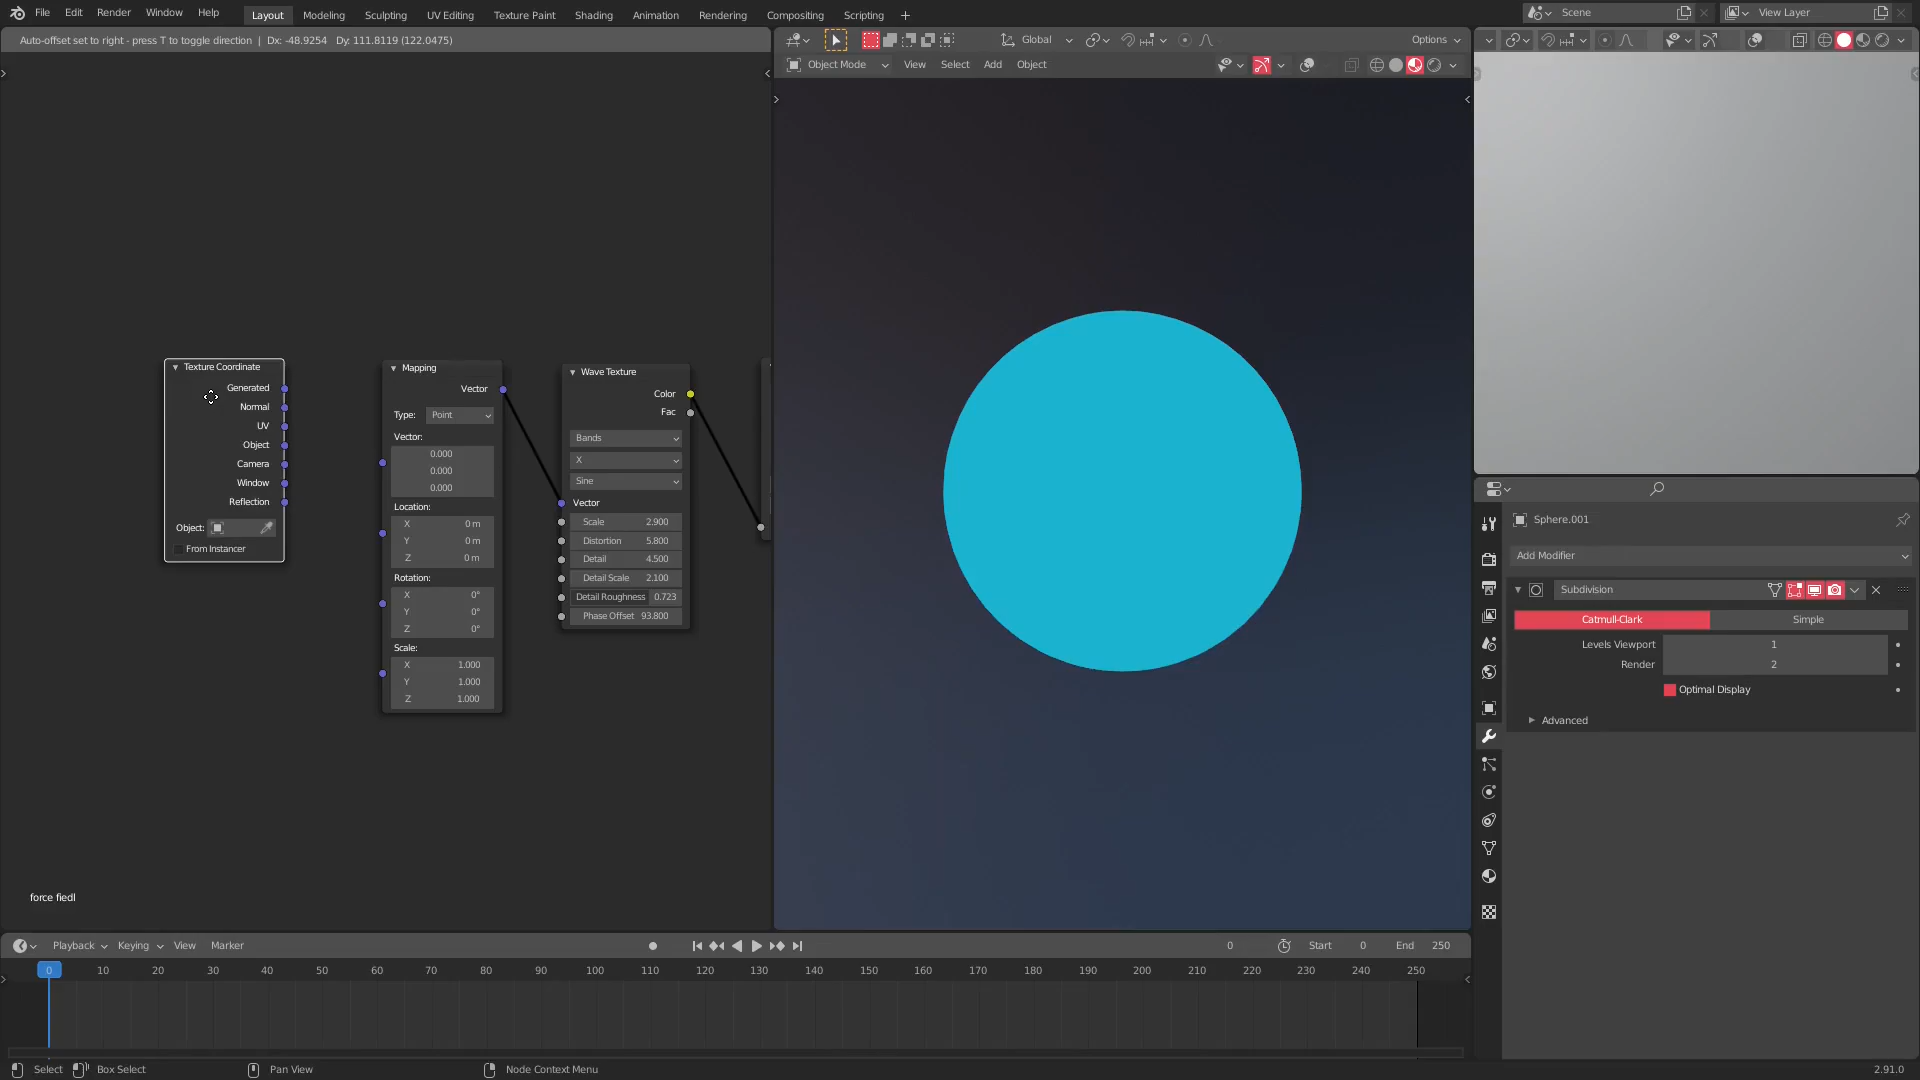 File Edit Render Window Help Layout Modeling Sculpting UV Editing Texture Paint Shading Animation Rendering Compositing Scripting + Scene View Layer
Auto-offset set to right - press T to toggle direction | Dx: -48.9254 Dy: 111.8119 (122.0475)
Global Options
Object Mode View Select Add Object
Texture Coordinate
Generated
Normal
UV
Object
Camera
Window
Reflection
Object:
From Instancer
Mapping
Vector
Type: Point
Vector:
0.000
0.000
0.000
Location:
X 0 m
Y 0 m
Z 0 m
Rotation:
X 0°
Y 0°
Z 0°
Scale:
X 1.000
Y 1.000
Z 1.000
Wave Texture
Color
Fac
Bands
X
Sine
Vector
Scale 2.900
Distortion 5.800
Detail 4.500
Detail Scale 2.100
Detail Roughness 0.723
Phase Offset 93.800
force fiedl
Sphere.001
Add Modifier
Subdivision
Catmull-Clark Simple
Levels Viewport 1
Render 2
Optimal Display
Advanced
Playback Keying View Marker 0 Start 0 End 250
0 10 20 30 40 50 60 70 80 90 100 110 120 130 140 150 160 170 180 190 200 210 220 230 240 250
Select Box Select Pan View Node Context Menu 2.91.0